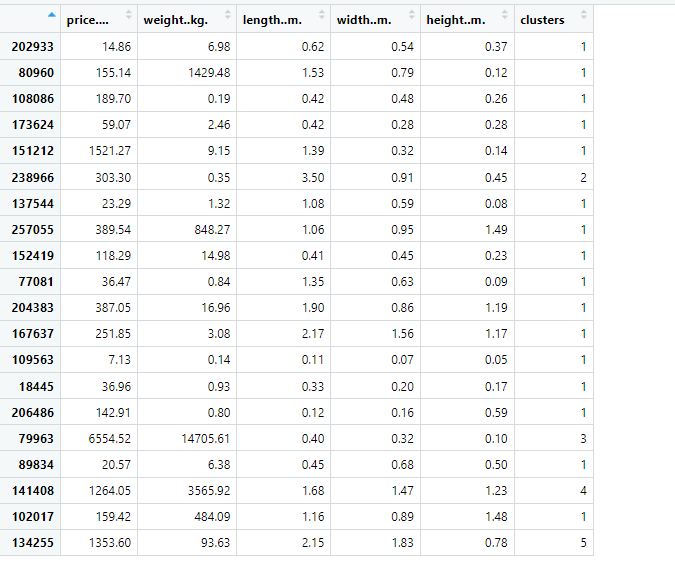 price.... weight..kg. length..m. width..m. height..m. clusters
202933 14.86 6.98 0.62 0.54 0.37 1
80960 155.14 1429.48 1.53 0.79 0.12 1
108086 189.70 0.19 0.42 0.48 0.26 1
173624 59.07 2.46 0.42 0.28 0.28 1
151212 1521.27 9.15 1.39 0.32 0.14 1
238966 303.30 0.35 3.50 0.91 0.45 2
137544 23.29 1.32 1.08 0.59 0.08 1
257055 389.54 848.27 1.06 0.95 1.49 1
152419 118.29 14.98 0.41 0.45 0.23 1
77081 36.47 0.84 1.35 0.63 0.09 1
204383 387.05 16.96 1.90 0.86 1.19 1
167637 251.85 3.08 2.17 1.56 1.17 1
109563 7.13 0.14 0.11 0.07 0.05 1
18445 36.96 0.93 0.33 0.20 0.17 1
206486 142.91 0.80 0.12 0.16 0.59 1
79963 6554.52 14705.61 0.40 0.32 0.10 3
89834 20.57 6.38 0.45 0.68 0.50 1
141408 1264.05 3565.92 1.68 1.47 1.23 4
102017 159.42 484.09 1.16 0.89 1.48 1
134255 1353.60 93.63 2.15 1.83 0.78 5